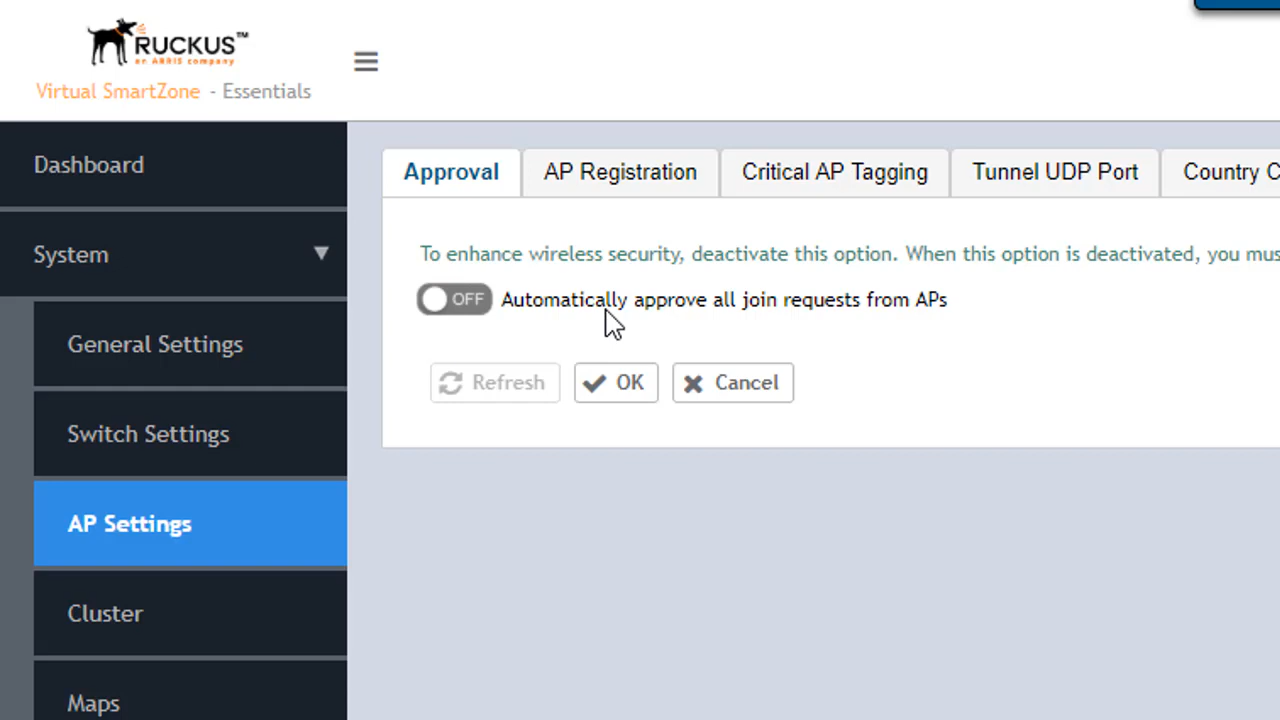 RUCKUS™
an ARRIS company
Virtual SmartZone - Essentials
Dashboard
System
General Settings
Switch Settings
AP Settings
Cluster
Maps
Approval
AP Registration
Critical AP Tagging
Tunnel UDP Port
Country C
To enhance wireless security, deactivate this option. When this option is deactivated, you mus
OFF Automatically approve all join requests from APs
Refresh
OK
Cancel